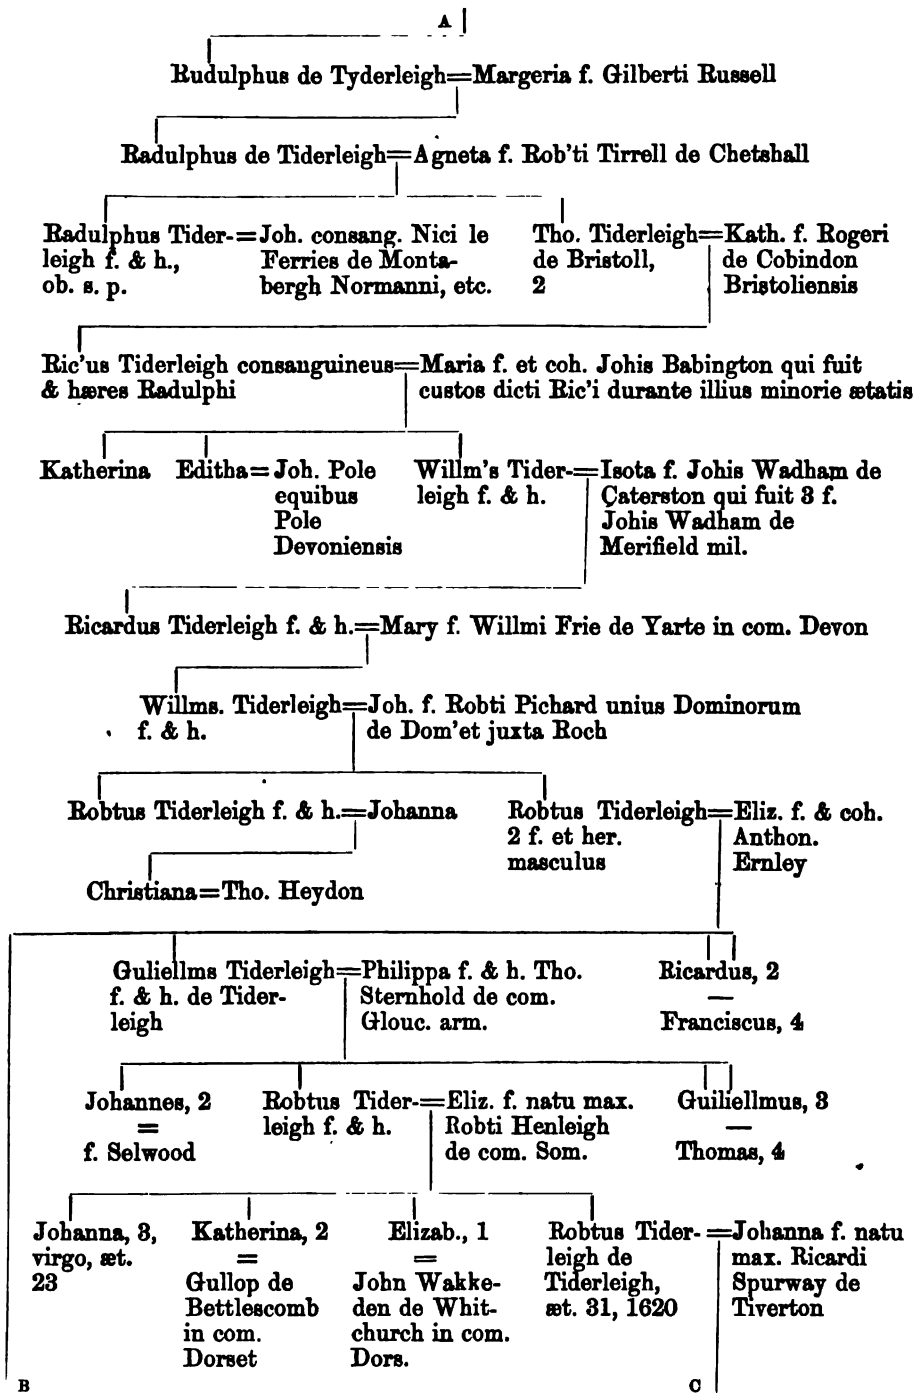 A
Rudulphus de Tyderleigh=Margeria f. Gilberti Russell
Radulphus de Tiderleigh=Agneta f. Rob'ti Tirrell de Chetshall
Radulphus Tider-=Joh. consang. Nici le
leigh f. & h., Ferries de Monta-
ob. s. p. bergh Normanni, etc.
Tho. Tiderleigh=Kath. f. Rogeri
de Bristoll, de Cobindon
2 Bristoliensis
Ric'us Tiderleigh consanguineus=Maria f. et coh. Johis Babington qui fuit
& hæres Radulphi custos dicti Ric'i durante illius minorie ætatis
Katherina
Editha=Joh. Pole
equibus
Pole
Devoniensis
Willm's Tider-=Isota f. Johis Wadham de
leigh f. & h. Caterston qui fuit 3 f.
Johis Wadham de
Merifield mil.
Ricardus Tiderleigh f. & h.=Mary f. Willmi Frie de Yarte in com. Devon
Willms. Tiderleigh=Joh. f. Robti Pichard unius Dominorum
f. & h. de Dom'et juxta Roch
Robtus Tiderleigh f. & h.=Johanna
Robtus Tiderleigh=Eliz. f. & coh.
2 f. et her. Anthon.
masculus Ernley
Christiana=Tho. Heydon
Guliellms Tiderleigh=Philippa f. & h. Tho.
f. & h. de Tider- Sternhold de com.
leigh Glouc. arm.
Ricardus, 2
—
Franciscus, 4
Johannes, 2
=
f. Selwood
Robtus Tider-=Eliz. f. natu max.
leigh f. & h. Robti Henleigh
de com. Som.
Guiliellmus, 3
—
Thomas, 4
Johanna, 3,
virgo, æt.
23
Katherina, 2
=
Gullop de
Bettlescomb
in com.
Dorset
Elizab., 1
=
John Wakke-
den de Whit-
church in com.
Dors.
Robtus Tider-=Johanna f. natu
leigh de max. Ricardi
Tiderleigh, Spurway de
æt. 31, 1620 Tiverton
B
C